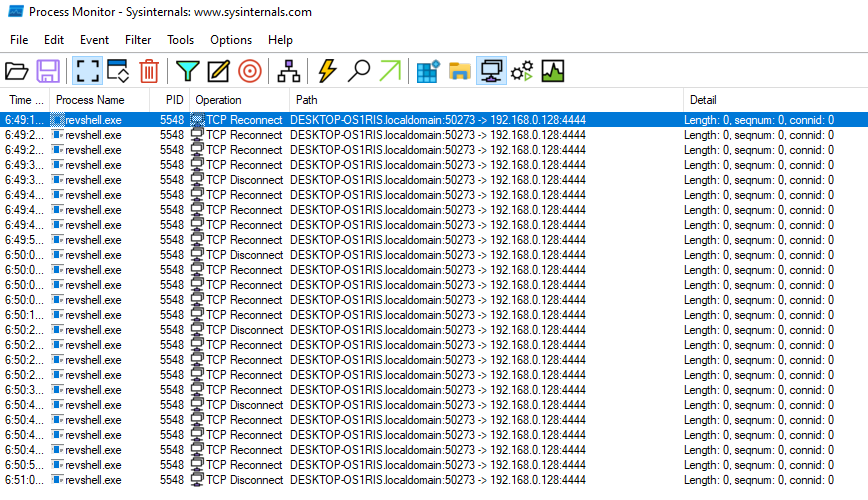 Process Monitor - Sysinternals: www.sysinternals.com
File Edit Event Filter Tools Options Help
Time ... Process Name PID Operation Path Detail
6:49:1... revshell.exe 5548 TCP Reconnect DESKTOP-OS1RIS.localdomain:50273 -> 192.168.0.128:4444 Length: 0, seqnum: 0, connid: 0
6:49:2... revshell.exe 5548 TCP Reconnect DESKTOP-OS1RIS.localdomain:50273 -> 192.168.0.128:4444 Length: 0, seqnum: 0, connid: 0
6:49:2... revshell.exe 5548 TCP Reconnect DESKTOP-OS1RIS.localdomain:50273 -> 192.168.0.128:4444 Length: 0, seqnum: 0, connid: 0
6:49:3... revshell.exe 5548 TCP Reconnect DESKTOP-OS1RIS.localdomain:50273 -> 192.168.0.128:4444 Length: 0, seqnum: 0, connid: 0
6:49:3... revshell.exe 5548 TCP Disconnect DESKTOP-OS1RIS.localdomain:50273 -> 192.168.0.128:4444 Length: 0, seqnum: 0, connid: 0
6:49:4... revshell.exe 5548 TCP Reconnect DESKTOP-OS1RIS.localdomain:50273 -> 192.168.0.128:4444 Length: 0, seqnum: 0, connid: 0
6:49:4... revshell.exe 5548 TCP Reconnect DESKTOP-OS1RIS.localdomain:50273 -> 192.168.0.128:4444 Length: 0, seqnum: 0, connid: 0
6:49:4... revshell.exe 5548 TCP Reconnect DESKTOP-OS1RIS.localdomain:50273 -> 192.168.0.128:4444 Length: 0, seqnum: 0, connid: 0
6:49:5... revshell.exe 5548 TCP Reconnect DESKTOP-OS1RIS.localdomain:50273 -> 192.168.0.128:4444 Length: 0, seqnum: 0, connid: 0
6:50:0... revshell.exe 5548 TCP Disconnect DESKTOP-OS1RIS.localdomain:50273 -> 192.168.0.128:4444 Length: 0, seqnum: 0, connid: 0
6:50:0... revshell.exe 5548 TCP Reconnect DESKTOP-OS1RIS.localdomain:50273 -> 192.168.0.128:4444 Length: 0, seqnum: 0, connid: 0
6:50:0... revshell.exe 5548 TCP Reconnect DESKTOP-OS1RIS.localdomain:50273 -> 192.168.0.128:4444 Length: 0, seqnum: 0, connid: 0
6:50:0... revshell.exe 5548 TCP Reconnect DESKTOP-OS1RIS.localdomain:50273 -> 192.168.0.128:4444 Length: 0, seqnum: 0, connid: 0
6:50:1... revshell.exe 5548 TCP Reconnect DESKTOP-OS1RIS.localdomain:50273 -> 192.168.0.128:4444 Length: 0, seqnum: 0, connid: 0
6:50:2... revshell.exe 5548 TCP Disconnect DESKTOP-OS1RIS.localdomain:50273 -> 192.168.0.128:4444 Length: 0, seqnum: 0, connid: 0
6:50:2... revshell.exe 5548 TCP Reconnect DESKTOP-OS1RIS.localdomain:50273 -> 192.168.0.128:4444 Length: 0, seqnum: 0, connid: 0
6:50:2... revshell.exe 5548 TCP Reconnect DESKTOP-OS1RIS.localdomain:50273 -> 192.168.0.128:4444 Length: 0, seqnum: 0, connid: 0
6:50:2... revshell.exe 5548 TCP Reconnect DESKTOP-OS1RIS.localdomain:50273 -> 192.168.0.128:4444 Length: 0, seqnum: 0, connid: 0
6:50:3... revshell.exe 5548 TCP Reconnect DESKTOP-OS1RIS.localdomain:50273 -> 192.168.0.128:4444 Length: 0, seqnum: 0, connid: 0
6:50:4... revshell.exe 5548 TCP Disconnect DESKTOP-OS1RIS.localdomain:50273 -> 192.168.0.128:4444 Length: 0, seqnum: 0, connid: 0
6:50:4... revshell.exe 5548 TCP Reconnect DESKTOP-OS1RIS.localdomain:50273 -> 192.168.0.128:4444 Length: 0, seqnum: 0, connid: 0
6:50:4... revshell.exe 5548 TCP Reconnect DESKTOP-OS1RIS.localdomain:50273 -> 192.168.0.128:4444 Length: 0, seqnum: 0, connid: 0
6:50:4... revshell.exe 5548 TCP Reconnect DESKTOP-OS1RIS.localdomain:50273 -> 192.168.0.128:4444 Length: 0, seqnum: 0, connid: 0
6:50:5... revshell.exe 5548 TCP Reconnect DESKTOP-OS1RIS.localdomain:50273 -> 192.168.0.128:4444 Length: 0, seqnum: 0, connid: 0
6:51:0... revshell.exe 5548 TCP Disconnect DESKTOP-OS1RIS.localdomain:50273 -> 192.168.0.128:4444 Length: 0, seqnum: 0, connid: 0